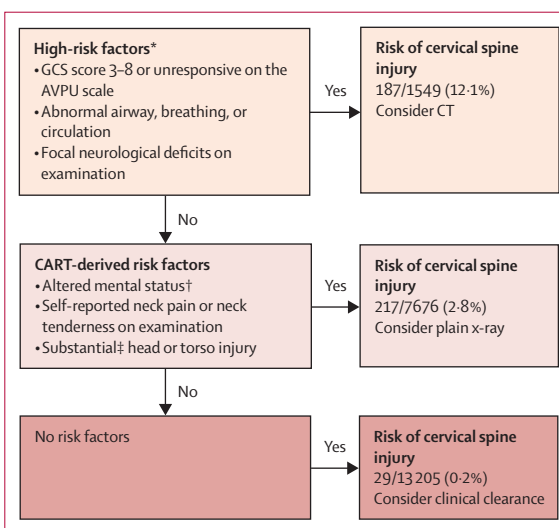 High-risk factors*
• GCS score 3–8 or unresponsive on the
AVPU scale
• Abnormal airway, breathing, or
circulation
• Focal neurological deficits on
examination
Yes
Risk of cervical spine
injury
187/1549 (12·1%)
Consider CT
No
CART-derived risk factors
• Altered mental status†
• Self-reported neck pain or neck
tenderness on examination
• Substantial‡ head or torso injury
Yes
Risk of cervical spine
injury
217/7676 (2·8%)
Consider plain x-ray
No
No risk factors
Yes
Risk of cervical spine
injury
29/13 205 (0·2%)
Consider clinical clearance